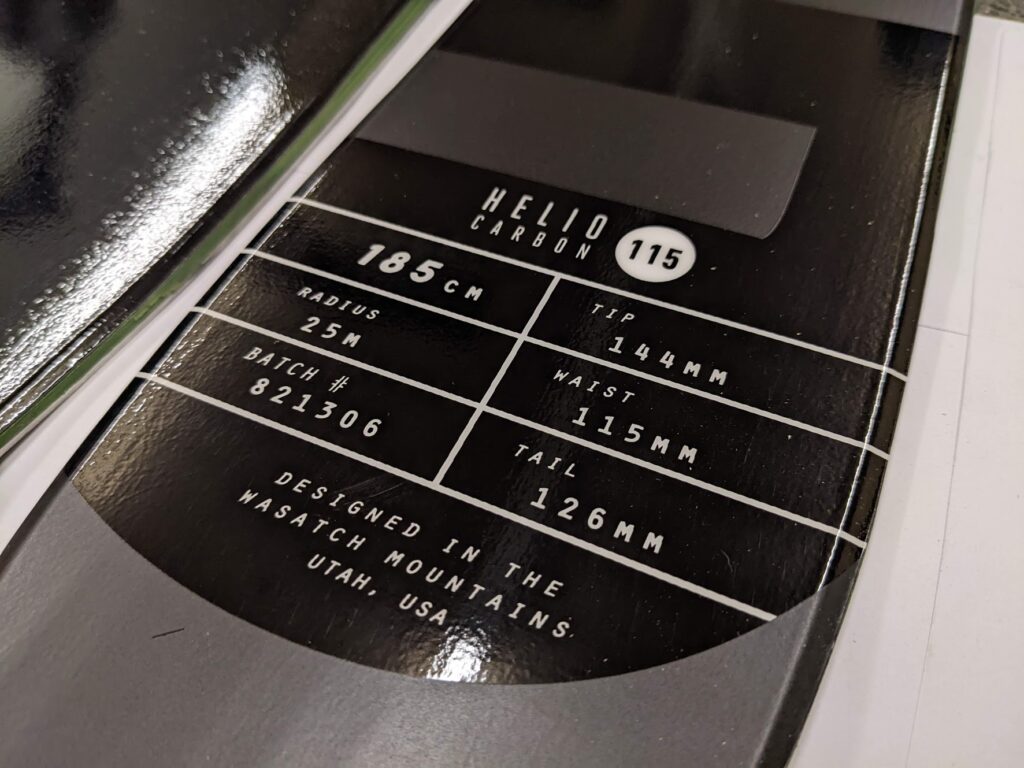 HELIO
CARBON 115
185CM
RADIUS
25M
BATCH #
821306
TIP
144MM
WAIST
115MM
TAIL
126MM
DESIGNED IN THE
WASATCH MOUNTAINS
UTAH, USA